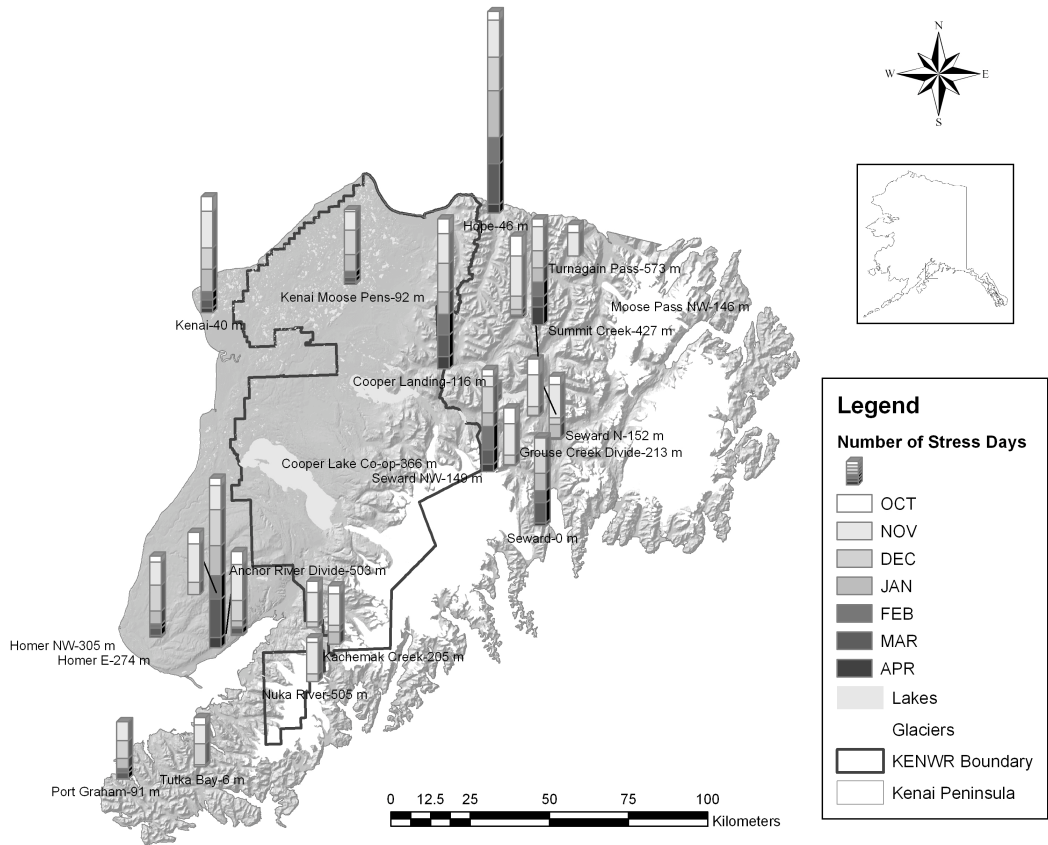 N
W
E
S
Hope-46 m
Turnagain Pass-573 m
Kenai Moose Pens-92 m
Moose Pass NW-146 m
Kenai-40 m
Summit Creek-427 m
Cooper Landing-116 m
Seward N-152 m
Grouse Creek Divide-213 m
Cooper Lake Co-op-366 m
Seward NW-140 m
Seward-0 m
Anchor River Divide-503 m
Homer NW-305 m
Homer E-274 m
Kachemak Creek-205 m
Nuka River-505 m
Tutka Bay-6 m
Port Graham-91 m
0 12.5 25 50 75 100
Kilometers
Legend
Number of Stress Days
OCT
NOV
DEC
JAN
FEB
MAR
APR
Lakes
Glaciers
KENWR Boundary
Kenai Peninsula